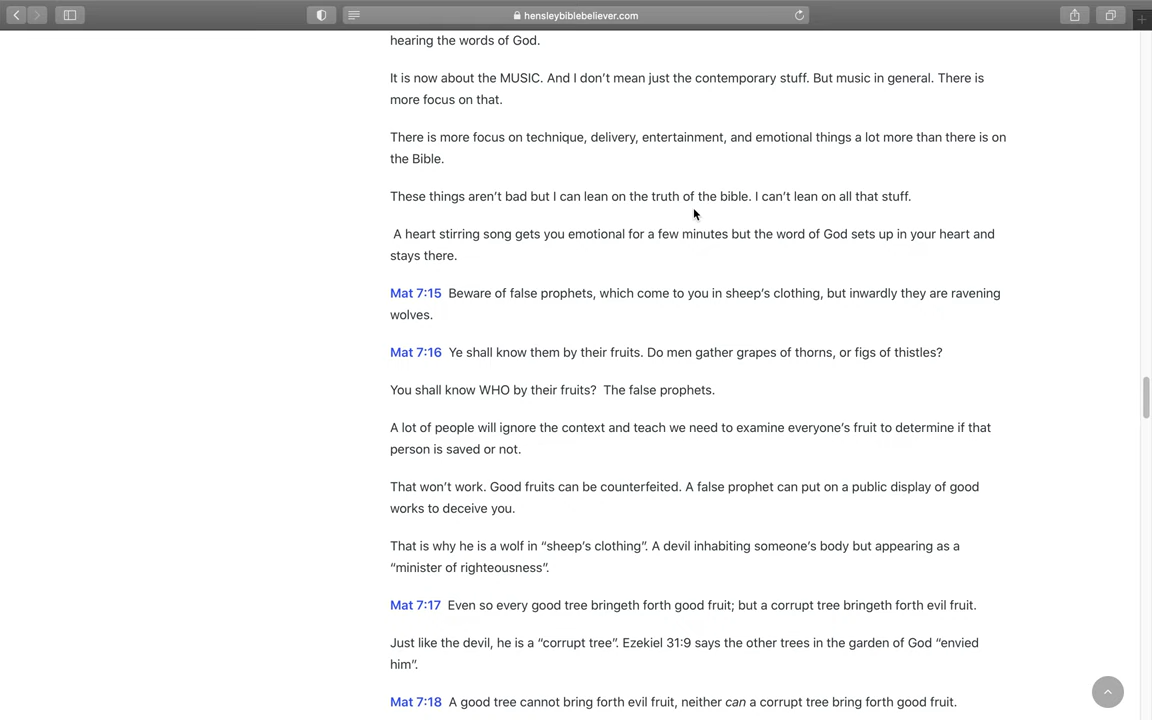 hensleybiblebeliever.com
hearing the words of God.
It is now about the MUSIC. And I don’t mean just the contemporary stuff. But music in general. There is
more focus on that.
There is more focus on technique, delivery, entertainment, and emotional things a lot more than there is on
the Bible.
These things aren’t bad but I can lean on the truth of the bible. I can’t lean on all that stuff.
A heart stirring song gets you emotional for a few minutes but the word of God sets up in your heart and
stays there.
Mat 7:15 Beware of false prophets, which come to you in sheep’s clothing, but inwardly they are ravening
wolves.
Mat 7:16 Ye shall know them by their fruits. Do men gather grapes of thorns, or figs of thistles?
You shall know WHO by their fruits? The false prophets.
A lot of people will ignore the context and teach we need to examine everyone’s fruit to determine if that
person is saved or not.
That won’t work. Good fruits can be counterfeited. A false prophet can put on a public display of good
works to deceive you.
That is why he is a wolf in “sheep’s clothing”. A devil inhabiting someone’s body but appearing as a
“minister of righteousness”.
Mat 7:17 Even so every good tree bringeth forth good fruit; but a corrupt tree bringeth forth evil fruit.
Just like the devil, he is a “corrupt tree”. Ezekiel 31:9 says the other trees in the garden of God “envied
him”.
Mat 7:18 A good tree cannot bring forth evil fruit, neither can a corrupt tree bring forth good fruit.